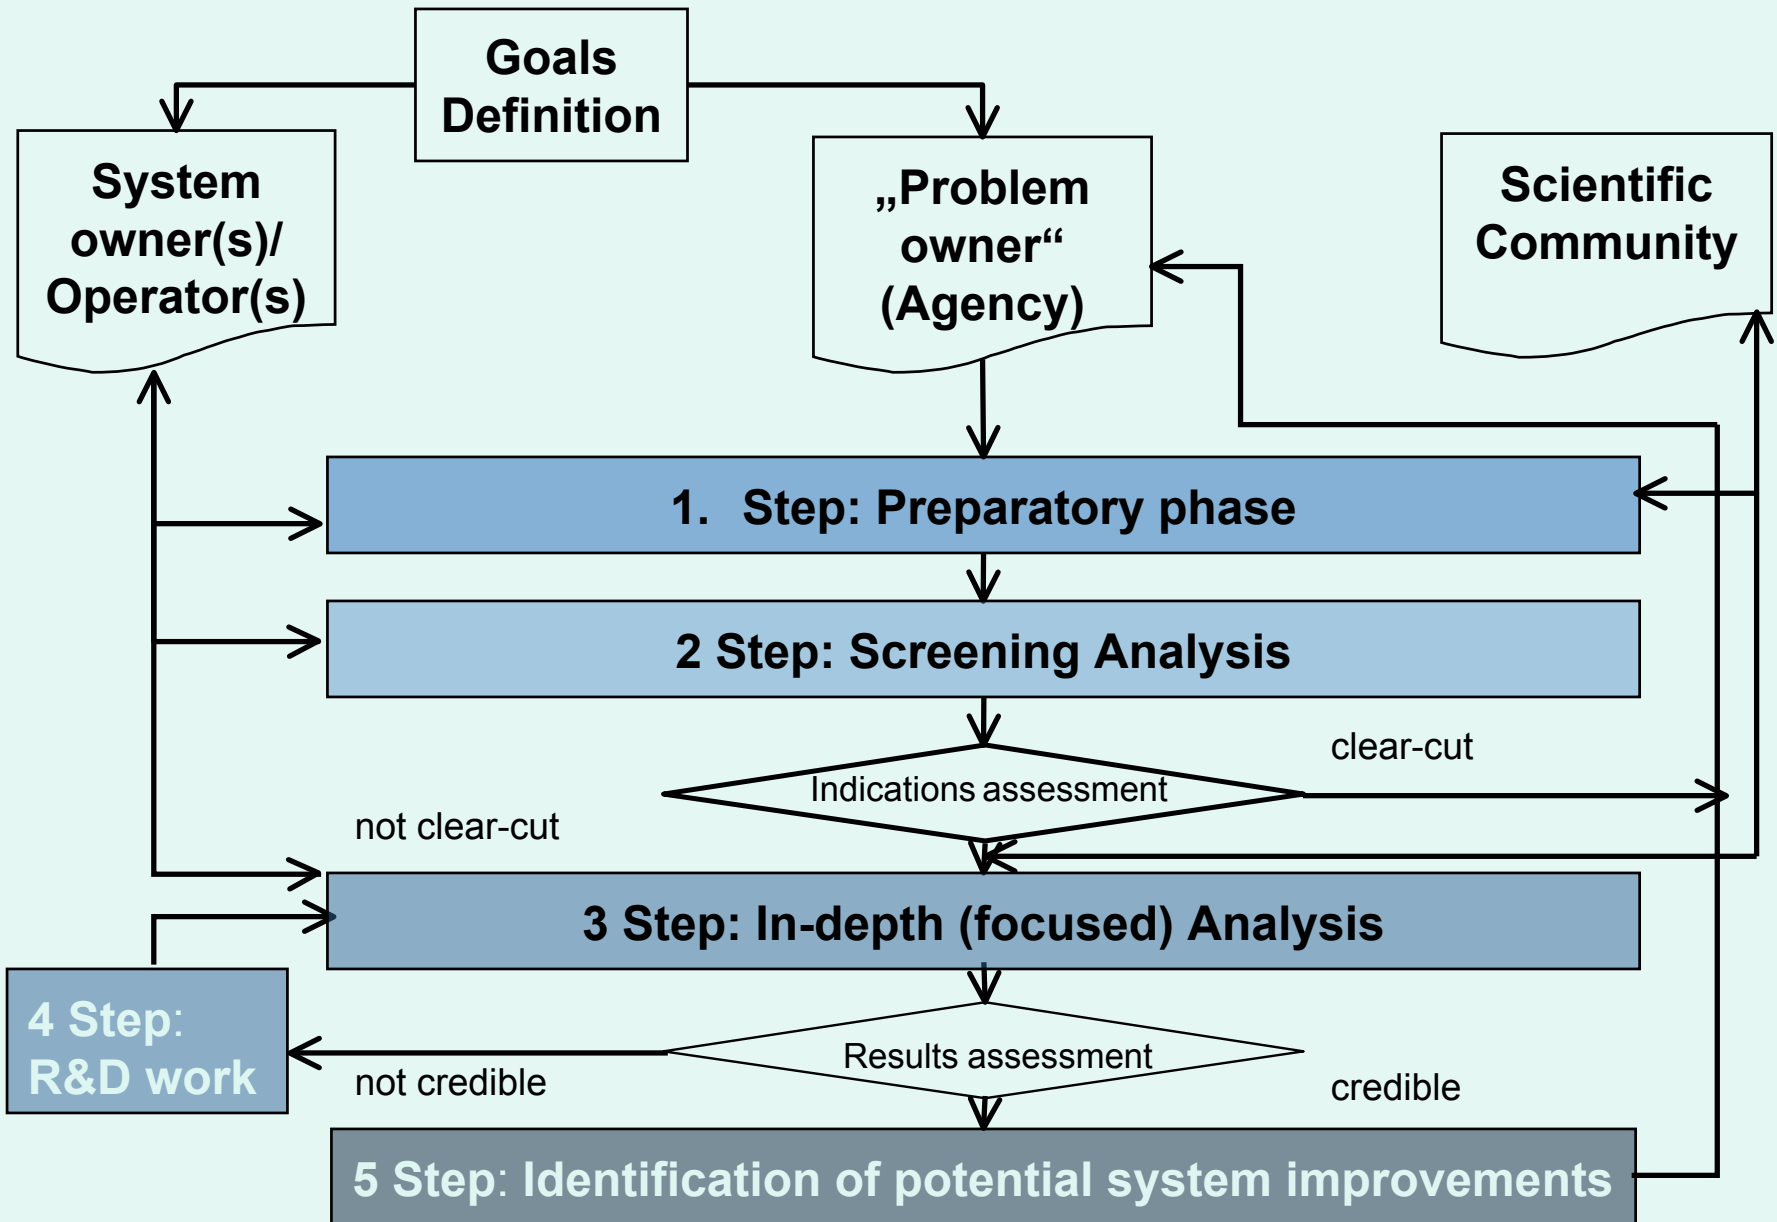 Goals
Definition
System
owner(s)/
Operator(s)
„Problem
owner“
(Agency)
Scientific
Community
1. Step: Preparatory phase
2 Step: Screening Analysis
Indications assessment
clear-cut
not clear-cut
3 Step: In-depth (focused) Analysis
4 Step:
R&D work
Results assessment
not credible
credible
5 Step: Identification of potential system improvements